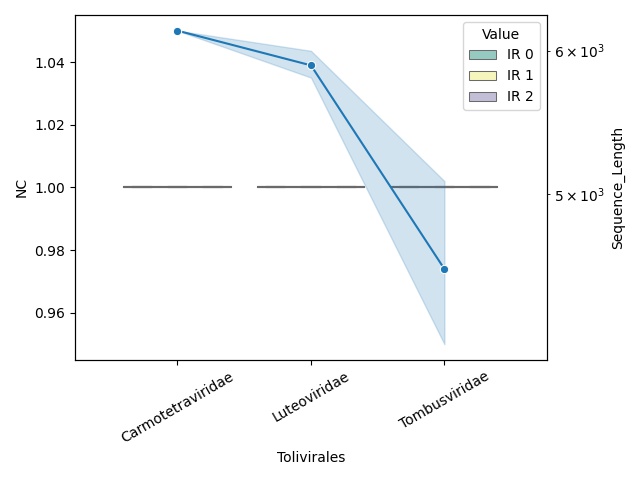 Value
IR 0
IR 1
IR 2
1.04
1.02
1.00
0.98
0.96
NC
6 × 10³
5 × 10³
Sequence_Length
Carmotetraviridae
Luteoviridae
Tombusviridae
Tolivirales